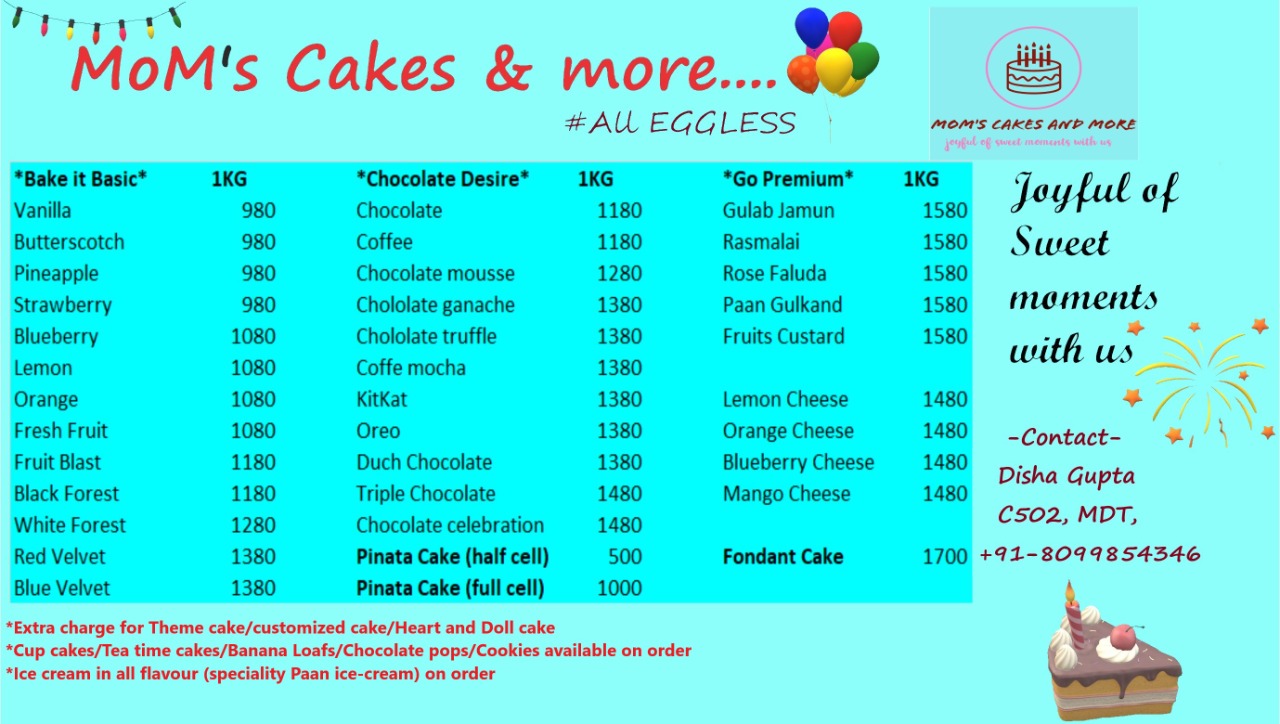 MoM's Cakes & more....
#All EGGLESS
MOM'S CAKES AND MORE
joyful of sweet moments with us
*Bake it Basic* 1KG *Chocolate Desire* 1KG *Go Premium* 1KG
Vanilla 980 Chocolate 1180 Gulab Jamun 1580
Butterscotch 980 Coffee 1180 Rasmalai 1580
Pineapple 980 Chocolate mousse 1280 Rose Faluda 1580
Strawberry 980 Chololate ganache 1380 Paan Gulkand 1580
Blueberry 1080 Chololate truffle 1380 Fruits Custard 1580
Lemon 1080 Coffe mocha 1380
Orange 1080 KitKat 1380 Lemon Cheese 1480
Fresh Fruit 1080 Oreo 1380 Orange Cheese 1480
Fruit Blast 1180 Duch Chocolate 1380 Blueberry Cheese 1480
Black Forest 1180 Triple Chocolate 1480 Mango Cheese 1480
White Forest 1280 Chocolate celebration 1480
Red Velvet 1380 Pinata Cake (half cell) 500 Fondant Cake 1700
Blue Velvet 1380 Pinata Cake (full cell) 1000
Joyful of
Sweet
moments
with us
-Contact-
Disha Gupta
C502, MDT,
+91-8099854346
*Extra charge for Theme cake/customized cake/Heart and Doll cake
*Cup cakes/Tea time cakes/Banana Loafs/Chocolate pops/Cookies available on order
*Ice cream in all flavour (speciality Paan ice-cream) on order